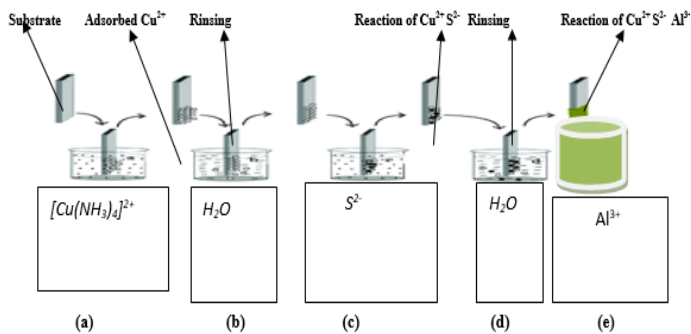 Substrate Adsorbed Cu²⁺ Rinsing Reaction of Cu²⁺ S²⁻ Rinsing Reaction of Cu²⁺ S²⁻ Al³⁺
[Cu(NH₃)₄]²⁺ H₂O S²⁻ H₂O Al³⁺
(a) (b) (c) (d) (e)